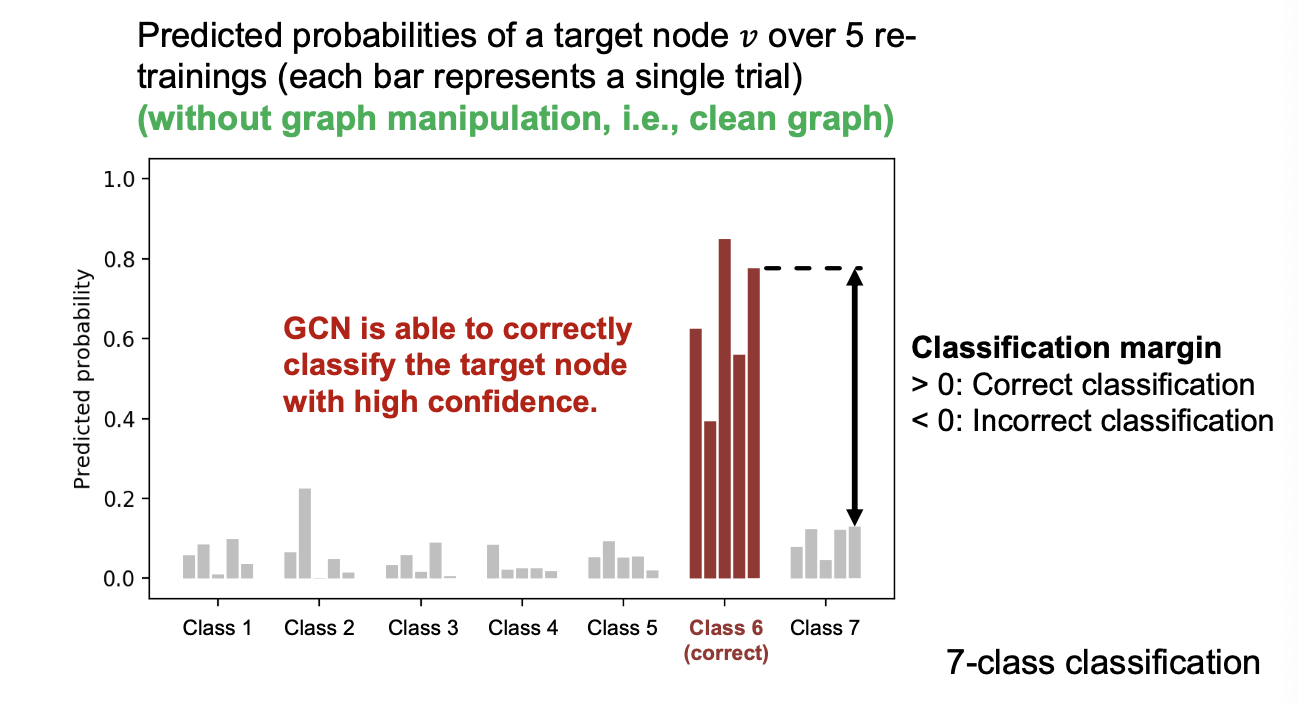 Predicted probabilities of a target node 𝑣 over 5 re-
trainings (each bar represents a single trial)
(without graph manipulation, i.e., clean graph)
1.0
0.8
0.6
0.4
0.2
0.0
Predicted probability
GCN is able to correctly
classify the target node
with high confidence.
Classification margin
> 0: Correct classification
< 0: Incorrect classification
Class 1 Class 2 Class 3 Class 4 Class 5 Class 6 Class 7
(correct)
7-class classification